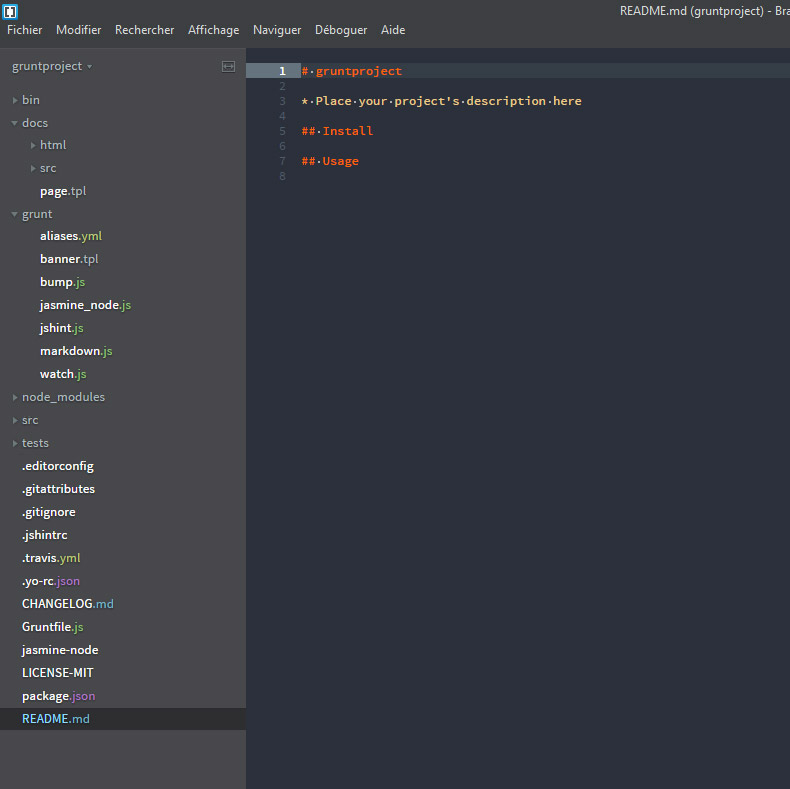 README.md (gruntproject) - Bra
Fichier Modifier Rechercher Affichage Naviguer Déboguer Aide
gruntproject
bin
docs
html
src
page.tpl
grunt
aliases.yml
banner.tpl
bump.js
jasmine_node.js
jshint.js
markdown.js
watch.js
node_modules
src
tests
.editorconfig
.gitattributes
.gitignore
.jshintrc
.travis.yml
.yo-rc.json
CHANGELOG.md
Gruntfile.js
jasmine-node
LICENSE-MIT
package.json
README.md
1 #·gruntproject
2
3 *·Place·your·project's·description·here
4
5 ##·Install
6
7 ##·Usage
8